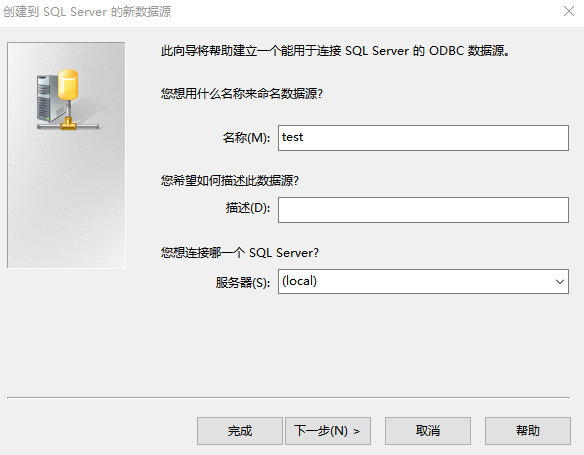 创建到 SQL Server 的新数据源
此向导将帮助建立一个能用于连接 SQL Server 的 ODBC 数据源。
您想用什么名称来命名数据源?
名称(M): test
您希望如何描述此数据源?
描述(D):
您想连接哪一个 SQL Server?
服务器(S): (local)
完成 下一步(N) > 取消 帮助